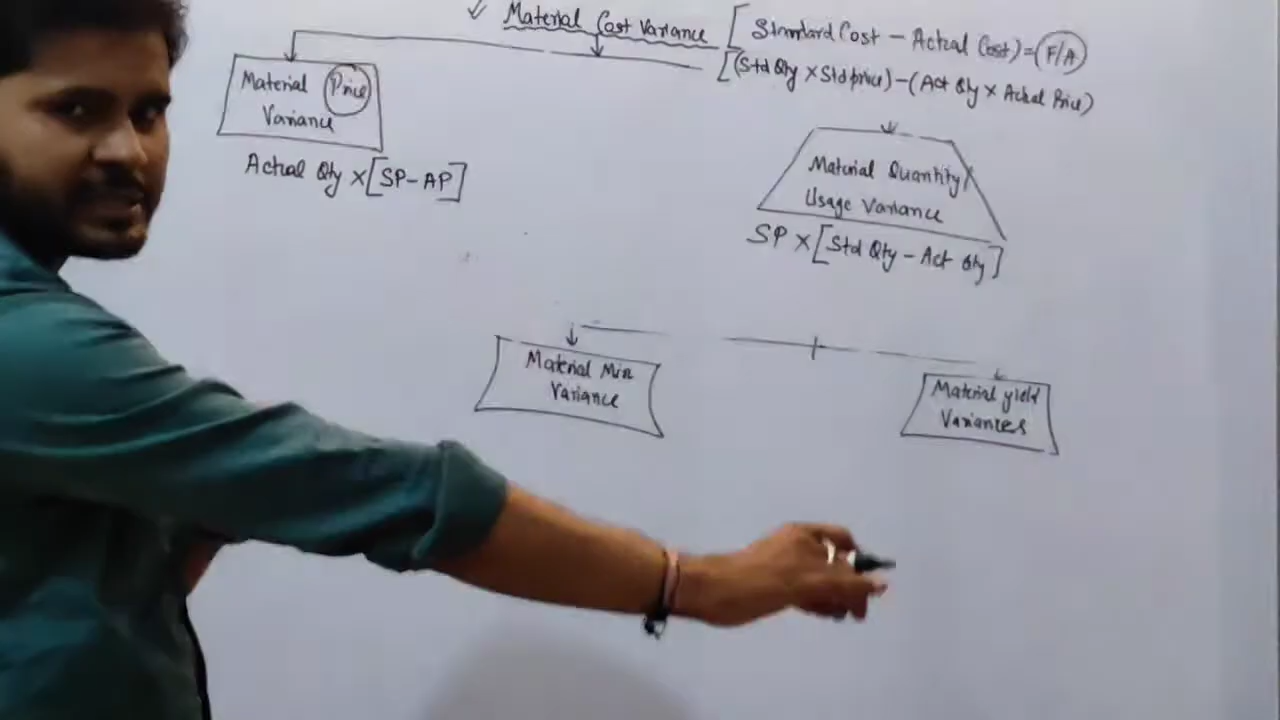 ✓ Material Cost Variance [Standard Cost - Actual Cost) = (F/A)
[(Std Qty × Std price) - (Act Qty × Actual Price)
Material Price
Variance
Actual Qty × [SP - AP]
Material Quantity/
Usage Variance
SP × [Std Qty - Act Qty]
Material Mix
Variance
Material yield
Variances